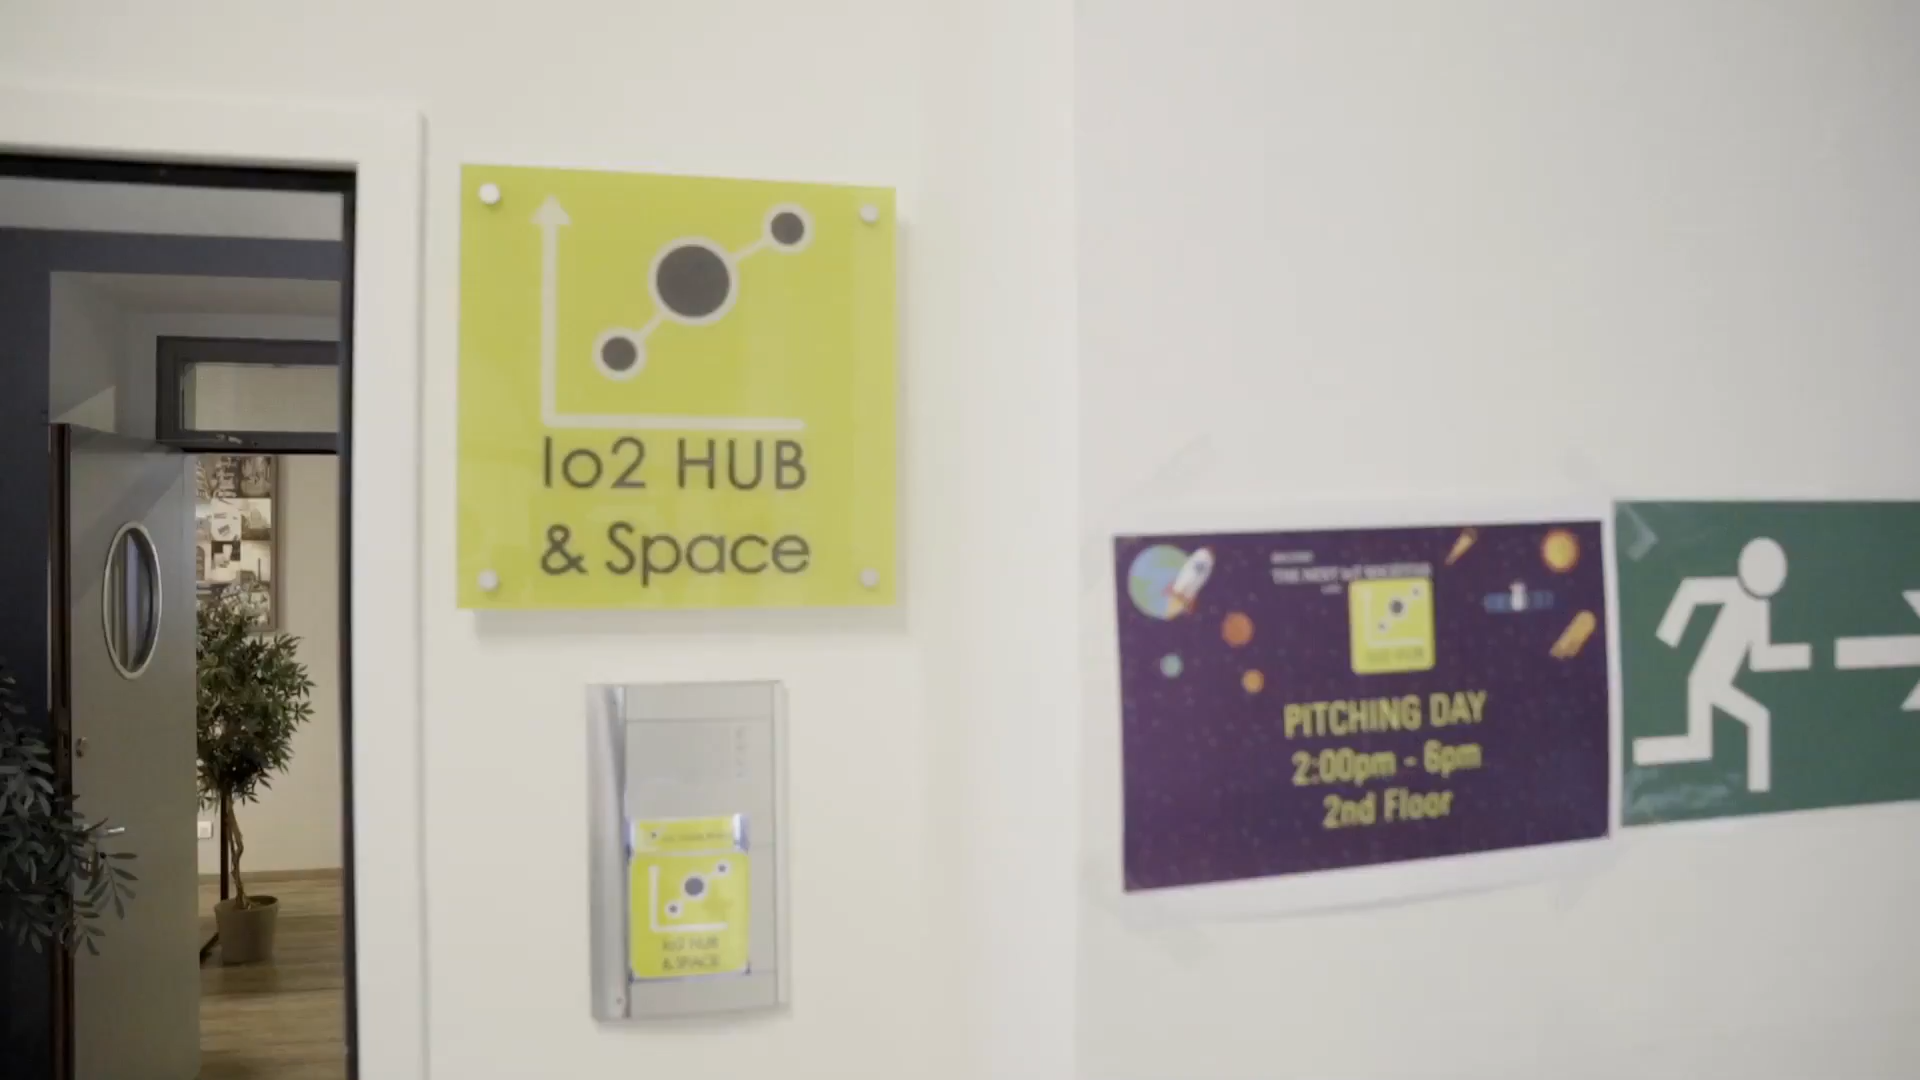 Io2 HUB
& Space
Io2 HUB
& SPACE
PITCHING DAY
2:00pm - 6pm
2nd Floor